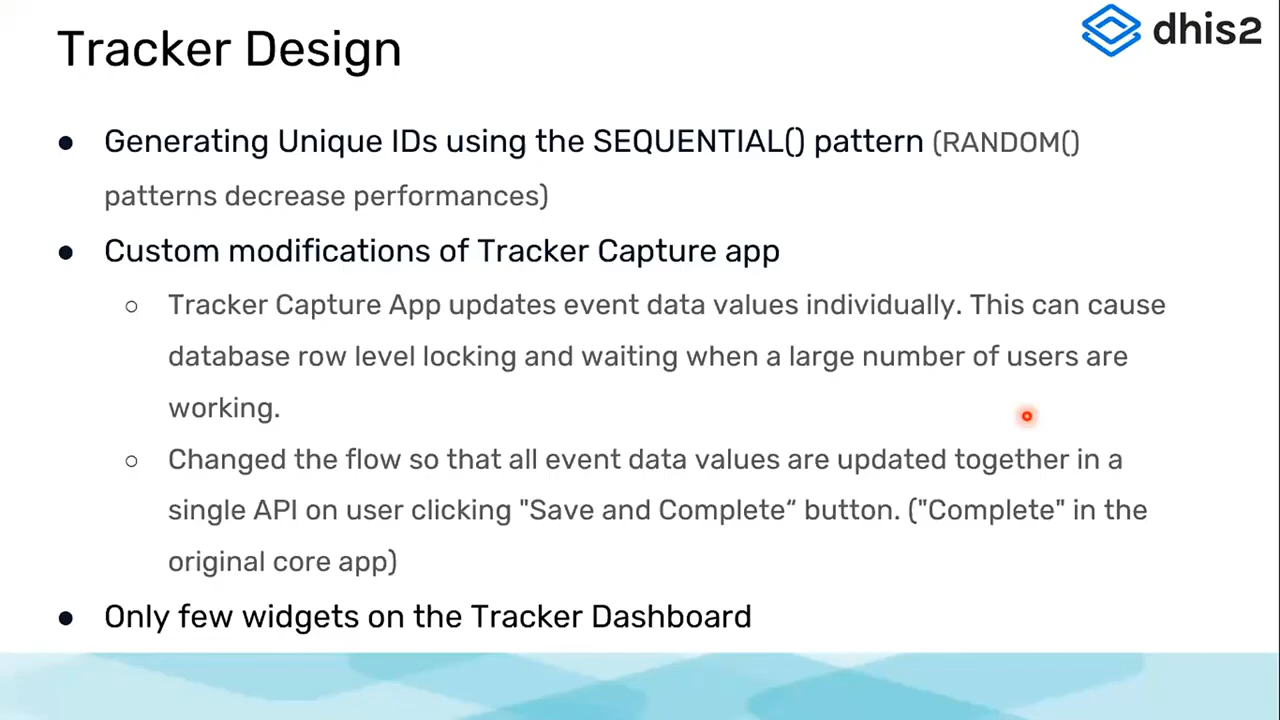 Tracker Design
dhis2
● Generating Unique IDs using the SEQUENTIAL() pattern (RANDOM()
patterns decrease performances)
● Custom modifications of Tracker Capture app
○ Tracker Capture App updates event data values individually. This can cause
database row level locking and waiting when a large number of users are
working.
○ Changed the flow so that all event data values are updated together in a
single API on user clicking "Save and Complete“ button. ("Complete" in the
original core app)
● Only few widgets on the Tracker Dashboard